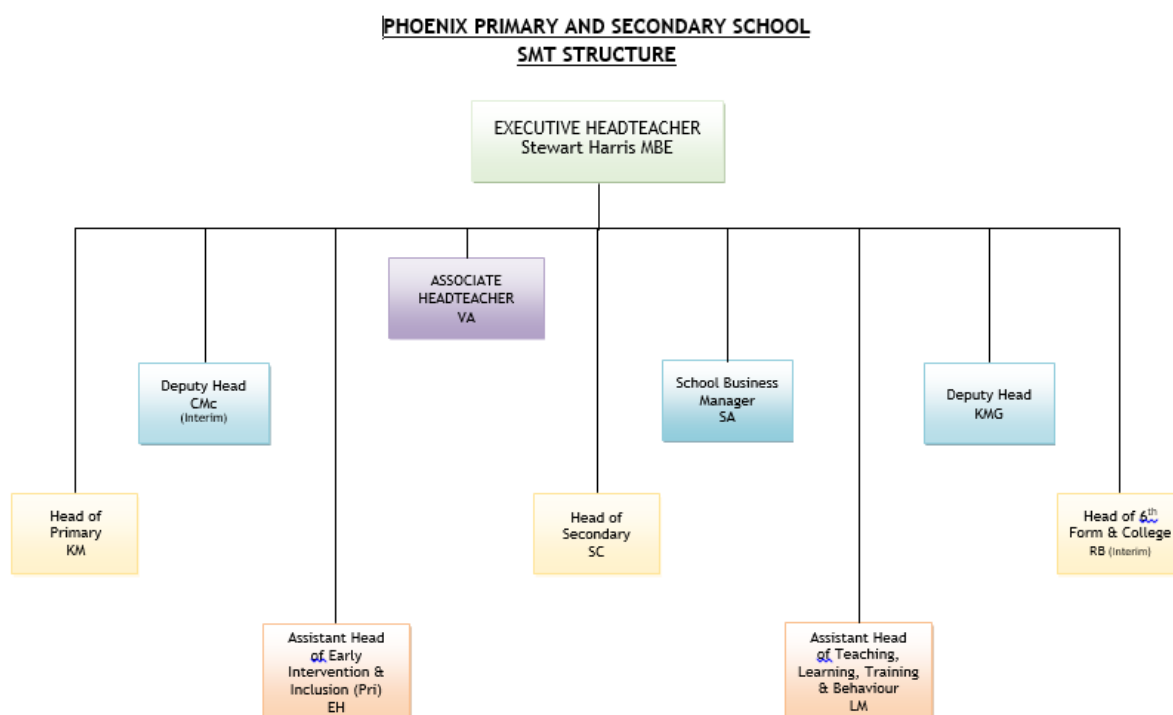 PHOENIX PRIMARY AND SECONDARY SCHOOL
SMT STRUCTURE
EXECUTIVE HEADTEACHER
Stewart Harris MBE
ASSOCIATE
HEADTEACHER
VA
Deputy Head
CMc
(Interim)
School Business
Manager
SA
Deputy Head
KMG
Head of
Primary
KM
Head of
Secondary
SC
Head of 6th
Form & College
RB (Interim)
Assistant Head
of Early
Intervention &
Inclusion (Pri)
EH
Assistant Head
of Teaching,
Learning, Training
& Behaviour
LM